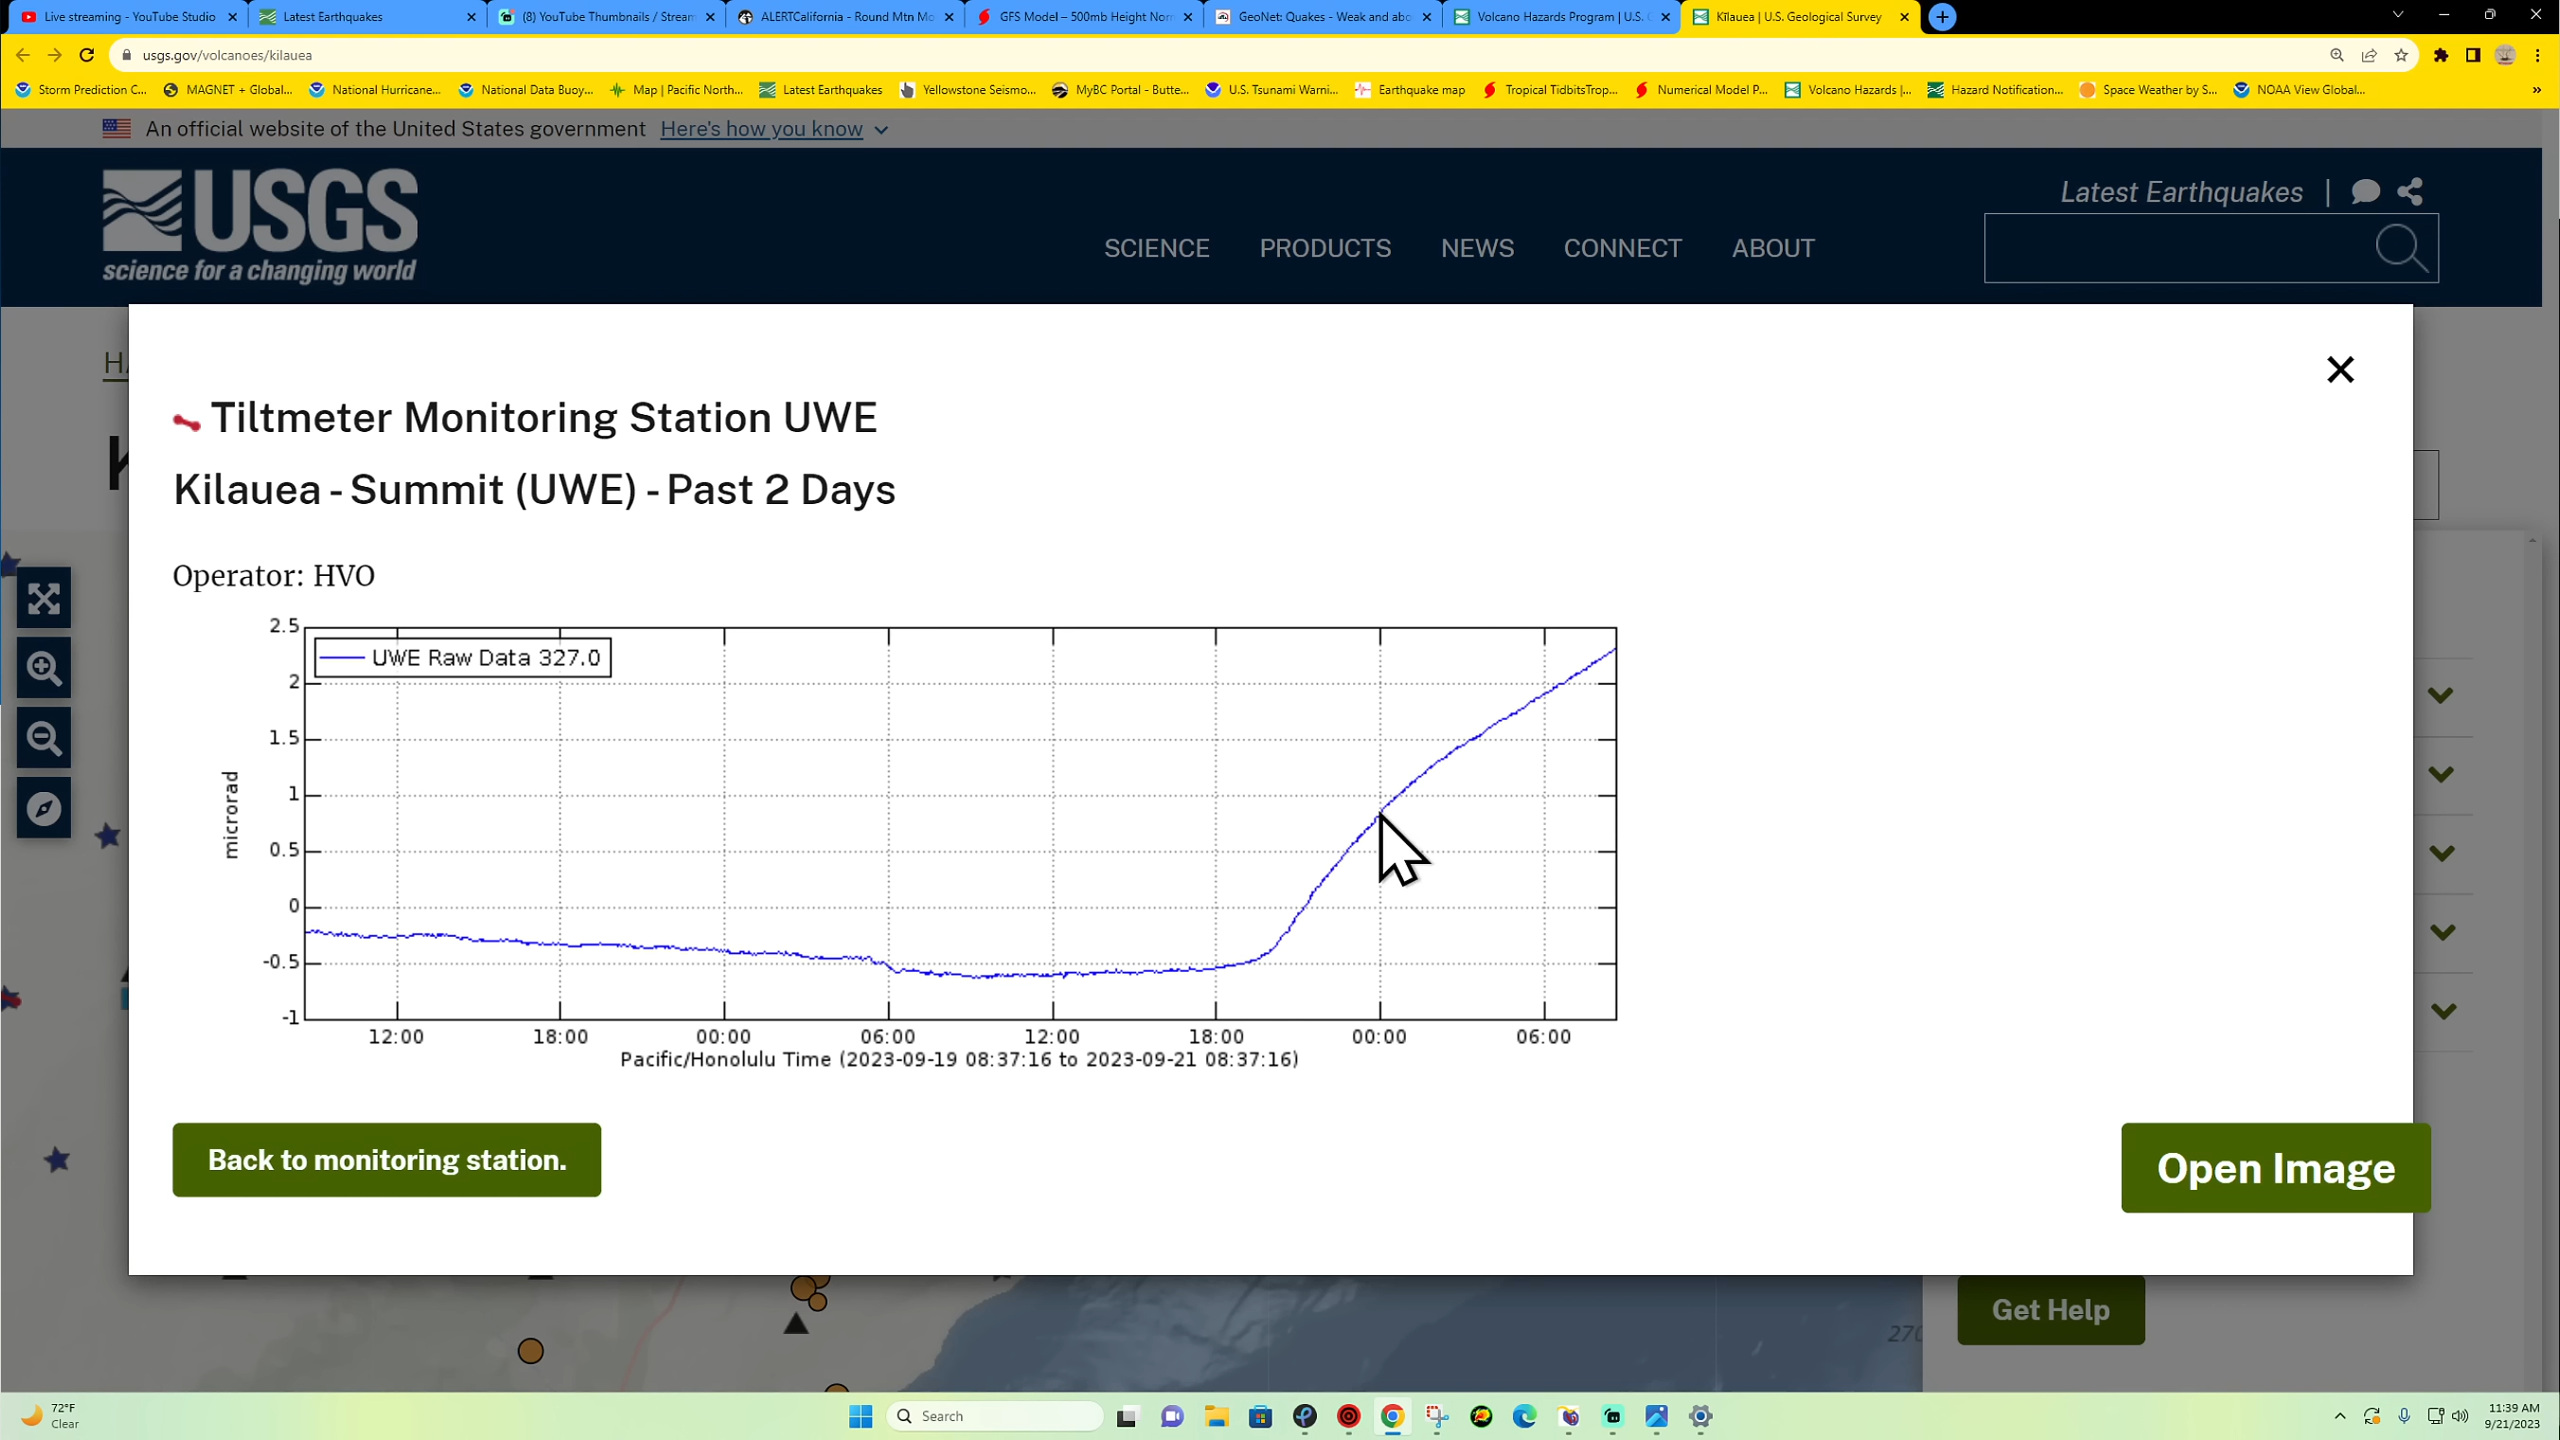 Live streaming - YouTube Studio
Latest Earthquakes
(8) YouTube Thumbnails / Stream
ALERTCalifornia - Round Mtn Mo
GFS Model – 500mb Height Norm
GeoNet: Quakes - Weak and abo
Volcano Hazards Program | U.S.
Kīlauea | U.S. Geological Survey
usgs.gov/volcanoes/kilauea
Storm Prediction C...
MAGNET + Global...
National Hurricane...
National Data Buoy...
Map | Pacific North...
Latest Earthquakes
Yellowstone Seismo...
MyBC Portal - Butte...
U.S. Tsunami Warni...
Earthquake map
Tropical TidbitsTrop...
Numerical Model P...
Volcano Hazards |...
Hazard Notification...
Space Weather by S...
NOAA View Global...
An official website of the United States government Here's how you know
USGS
science for a changing world
SCIENCE PRODUCTS NEWS CONNECT ABOUT
Latest Earthquakes |
Tiltmeter Monitoring Station UWE
Kilauea - Summit (UWE) - Past 2 Days
Operator: HVO
UWE Raw Data 327.0
2.5
2
1.5
1
0.5
0
-0.5
-1
microrad
12:00 18:00 00:00 06:00 12:00 18:00 00:00 06:00
Pacific/Honolulu Time (2023-09-19 08:37:16 to 2023-09-21 08:37:16)
Back to monitoring station.
Open Image
Get Help
72°F
Clear
Search
11:39 AM
9/21/2023